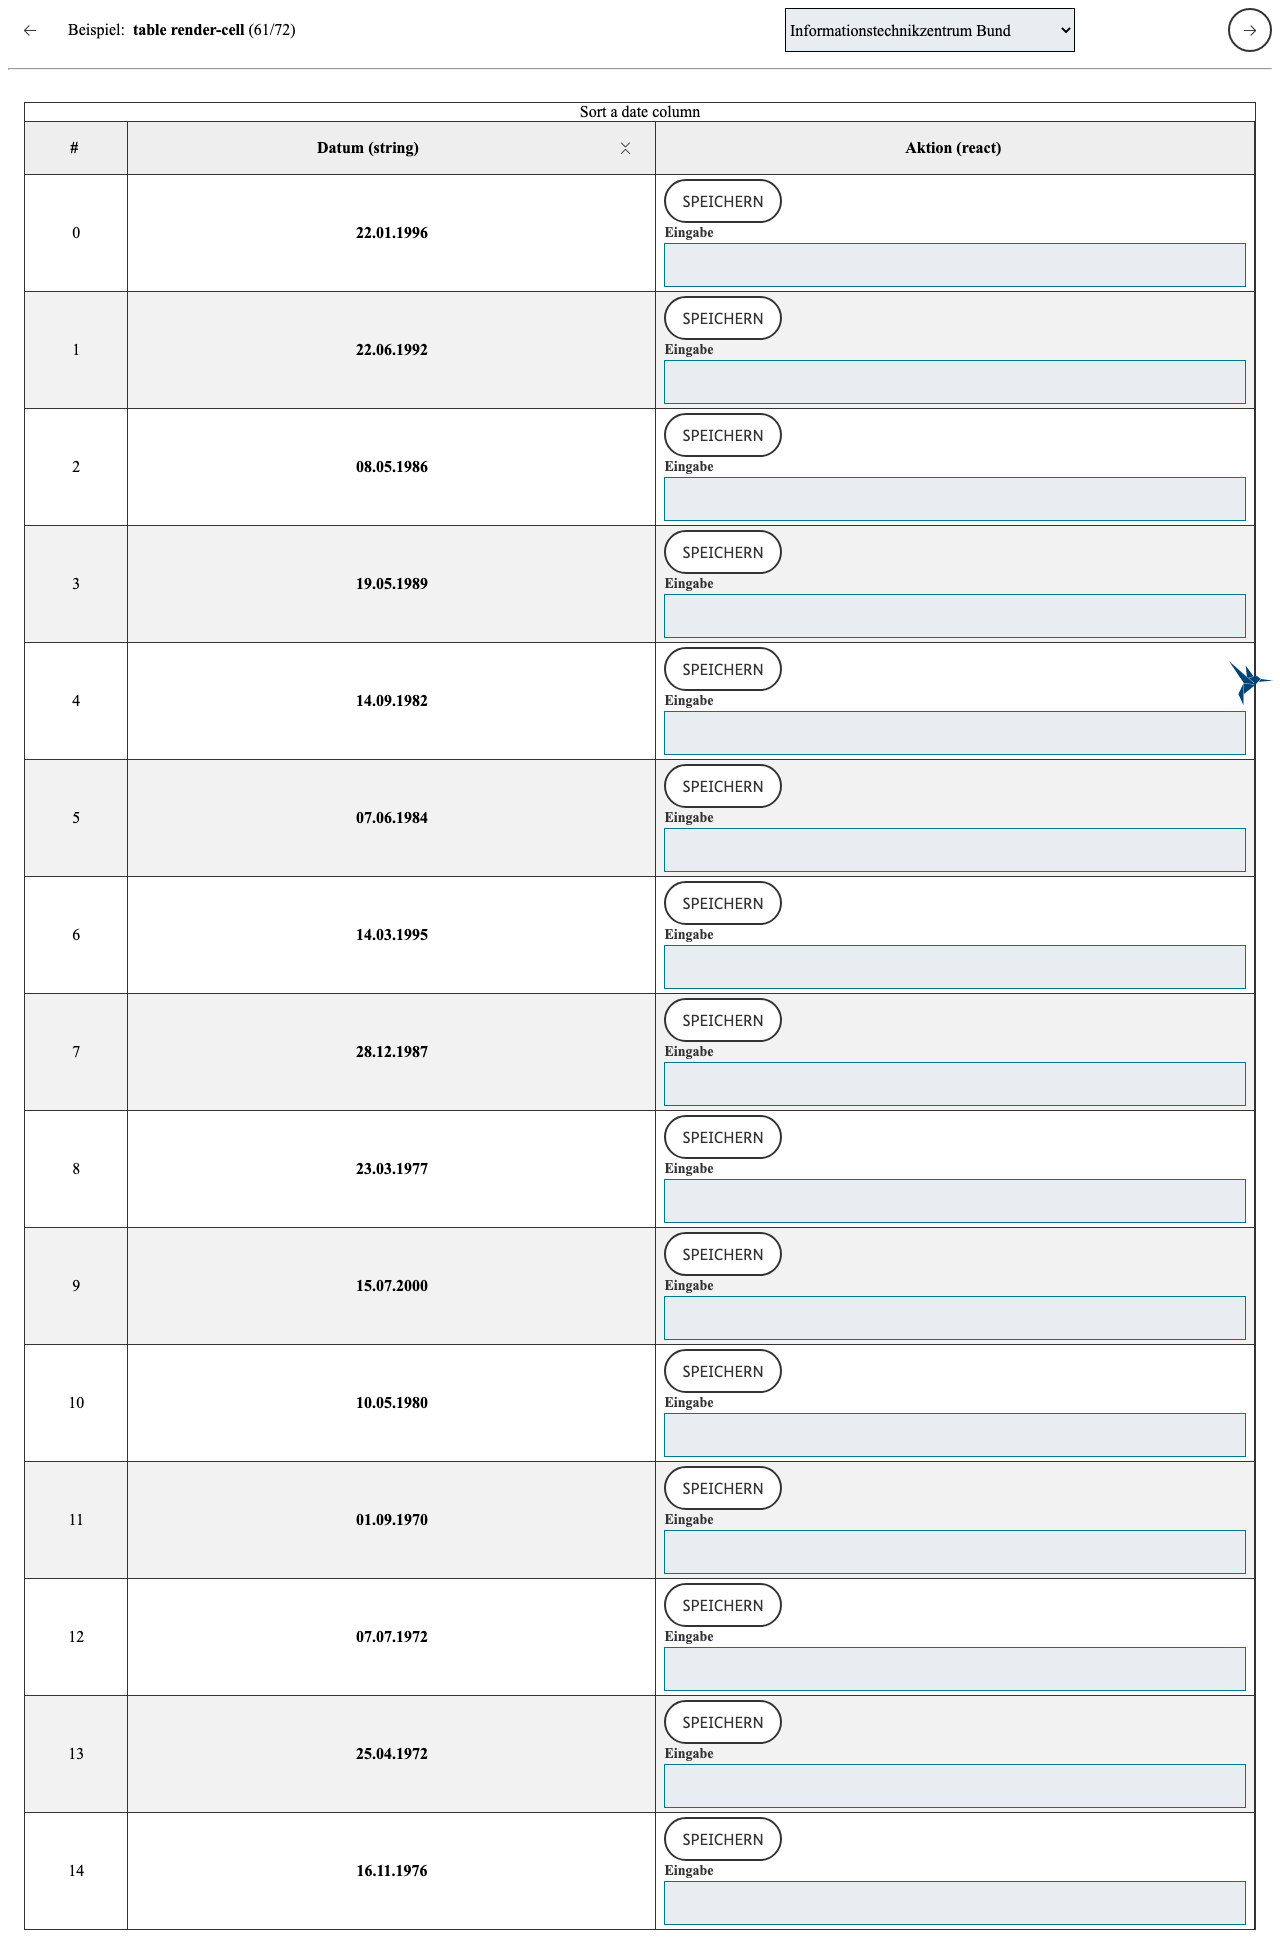 Beispiel: table render-cell (61/72)
Informationstechnikzentrum Bund
Sort a date column
# Datum (string) Aktion (react)
SPEICHERN
0 22.01.1996 Eingabe
SPEICHERN
1 22.06.1992 Eingabe
SPEICHERN
2 08.05.1986 Eingabe
SPEICHERN
3 19.05.1989 Eingabe
SPEICHERN
4 14.09.1982 Eingabe
SPEICHERN
5 07.06.1984 Eingabe
SPEICHERN
6 14.03.1995 Eingabe
SPEICHERN
7 28.12.1987 Eingabe
SPEICHERN
8 23.03.1977 Eingabe
SPEICHERN
9 15.07.2000 Eingabe
SPEICHERN
10 10.05.1980 Eingabe
SPEICHERN
11 01.09.1970 Eingabe
SPEICHERN
12 07.07.1972 Eingabe
SPEICHERN
13 25.04.1972 Eingabe
SPEICHERN
14 16.11.1976 Eingabe